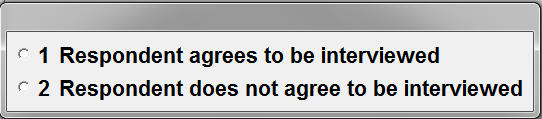 1 Respondent agrees to be interviewed
2 Respondent does not agree to be interviewed